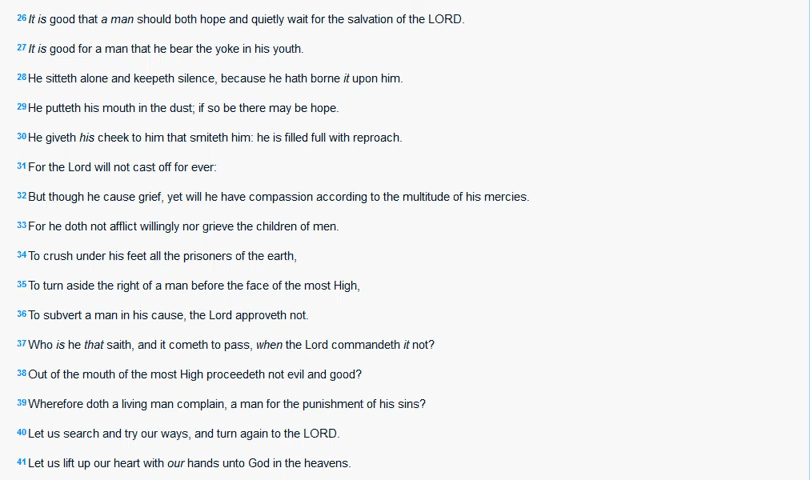 26 It is good that a man should both hope and quietly wait for the salvation of the LORD.
27 It is good for a man that he bear the yoke in his youth.
28 He sitteth alone and keepeth silence, because he hath borne it upon him.
29 He putteth his mouth in the dust; if so be there may be hope.
30 He giveth his cheek to him that smiteth him: he is filled full with reproach.
31 For the Lord will not cast off for ever:
32 But though he cause grief, yet will he have compassion according to the multitude of his mercies.
33 For he doth not afflict willingly nor grieve the children of men.
34 To crush under his feet all the prisoners of the earth,
35 To turn aside the right of a man before the face of the most High,
36 To subvert a man in his cause, the Lord approveth not.
37 Who is he that saith, and it cometh to pass, when the Lord commandeth it not?
38 Out of the mouth of the most High proceedeth not evil and good?
39 Wherefore doth a living man complain, a man for the punishment of his sins?
40 Let us search and try our ways, and turn again to the LORD.
41 Let us lift up our heart with our hands unto God in the heavens.